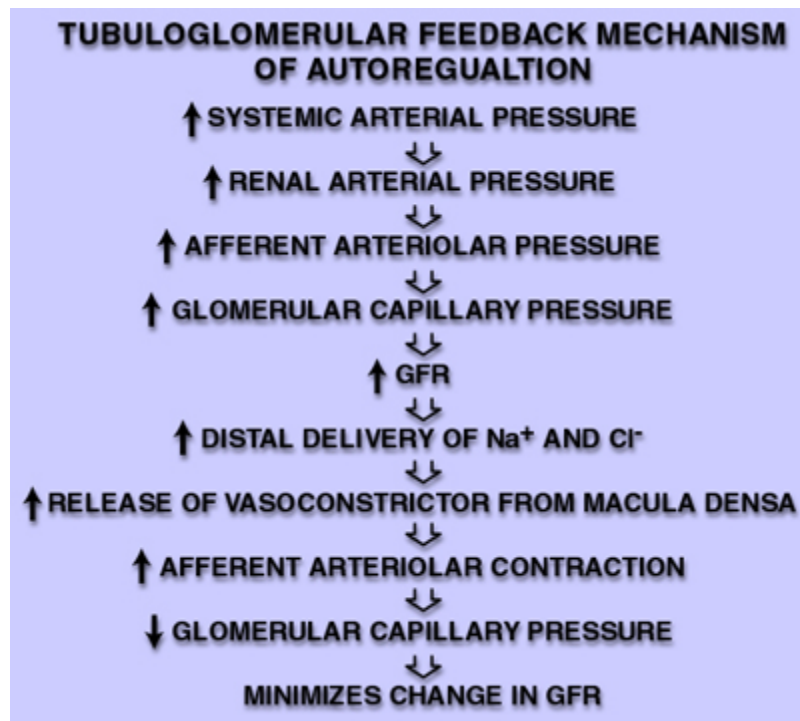 TUBULOGLOMERULAR FEEDBACK MECHANISM
OF AUTOREGUALTION
↑ SYSTEMIC ARTERIAL PRESSURE
↑ RENAL ARTERIAL PRESSURE
↑ AFFERENT ARTERIOLAR PRESSURE
↑ GLOMERULAR CAPILLARY PRESSURE
↑ GFR
↑ DISTAL DELIVERY OF Na⁺ AND Cl⁻
↑ RELEASE OF VASOCONSTRICTOR FROM MACULA DENSA
↑ AFFERENT ARTERIOLAR CONTRACTION
↓ GLOMERULAR CAPILLARY PRESSURE
MINIMIZES CHANGE IN GFR